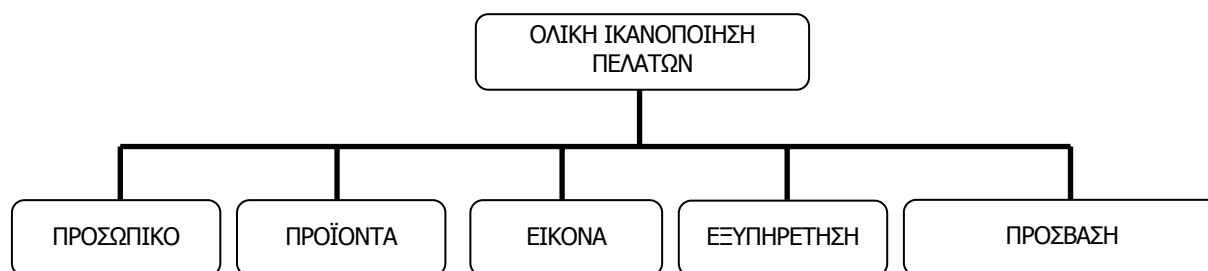 ΟΛΙΚΗ ΙΚΑΝΟΠΟΙΗΣΗ
ΠΕΛΑΤΩΝ
ΠΡΟΣΩΠΙΚΟ
ΠΡΟΪΟΝΤΑ
ΕΙΚΟΝΑ
ΕΞΥΠΗΡΕΤΗΣΗ
ΠΡΟΣΒΑΣΗ